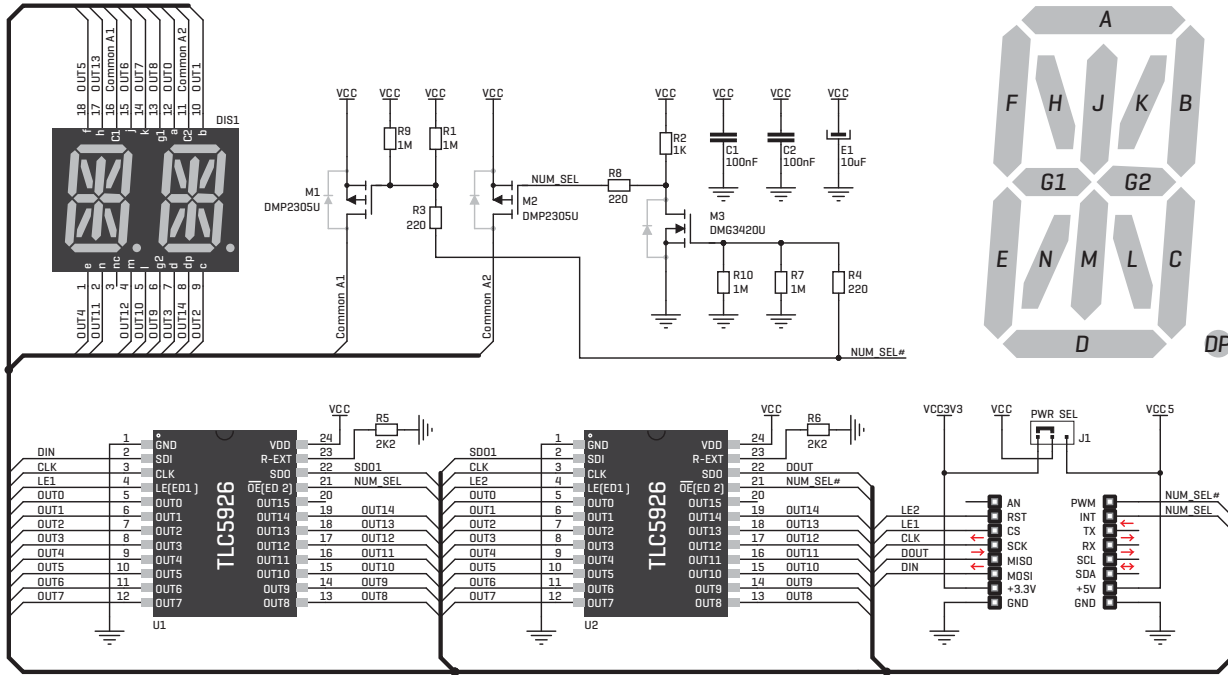 OUT5 OUT13 Common A1 OUT6 OUT7 OUT8 OUT0 Common A2 OUT1
18 17 16 15 14 13 12 11 10
f h C1 j k g1 a C2 b
DIS1
e n nc m l g2 d dp c
1 2 3 4 5 6 7 8 9
OUT4 OUT11 OUT12 OUT10 OUT9 OUT3 OUT14 OUT2
VCC VCC VCC VCC VCC VCC VCC VCC
R9
1M
R1
1M
M1
DMP2305U
R3
220
Common A1
NUM_SEL
M2
DMP2305U
Common A2
R8
220
R2
1K
C1
100nF
C2
100nF
E1
10uF
M3
DMG3420U
R10
1M
R7
1M
R4
220
NUM_SEL#
A
F H J K B
G1 G2
E N M L C
D
DP
VCC
R5
2K2
DIN 1 GND VDD 24
CLK 2 SDI R-EXT 23
LE1 3 CLK SDO 22 SDO1
OUT0 4 LE(ED1) OE(ED 2) 21 NUM_SEL
OUT1 5 OUT0 OUT15 20
OUT2 6 OUT1 OUT14 19 OUT14
OUT3 7 OUT2 OUT13 18 OUT13
OUT4 8 OUT3 OUT12 17 OUT12
OUT5 9 OUT4 OUT11 16 OUT11
OUT6 10 OUT5 OUT10 15 OUT10
OUT7 11 OUT6 OUT9 14 OUT9
12 OUT7 OUT8 13 OUT8
TLC5926
U1
VCC
R6
2K2
SDO1 1 GND VDD 24
CLK 2 SDI R-EXT 23
LE2 3 CLK SDO 22 DOUT
OUT0 4 LE(ED1) OE(ED 2) 21 NUM_SEL#
OUT1 5 OUT0 OUT15 20
OUT2 6 OUT1 OUT14 19 OUT14
OUT3 7 OUT2 OUT13 18 OUT13
OUT4 8 OUT3 OUT12 17 OUT12
OUT5 9 OUT4 OUT11 16 OUT11
OUT6 10 OUT5 OUT10 15 OUT10
OUT7 11 OUT6 OUT9 14 OUT9
12 OUT7 OUT8 13 OUT8
TLC5926
U2
VCC3V3 VCC PWR SEL VCC5
J1
AN PWM NUM_SEL#
LE2 RST INT NUM_SEL
LE1 CS TX
CLK SCK RX
DOUT MISO SCL
DIN MOSI SDA
+3.3V +5V
GND GND